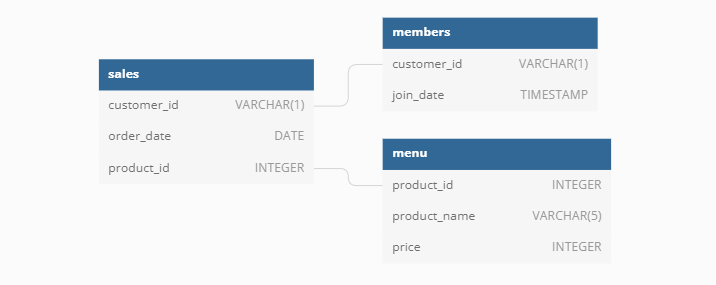 sales
customer_id VARCHAR(1)
order_date DATE
product_id INTEGER
members
customer_id VARCHAR(1)
join_date TIMESTAMP
menu
product_id INTEGER
product_name VARCHAR(5)
price INTEGER